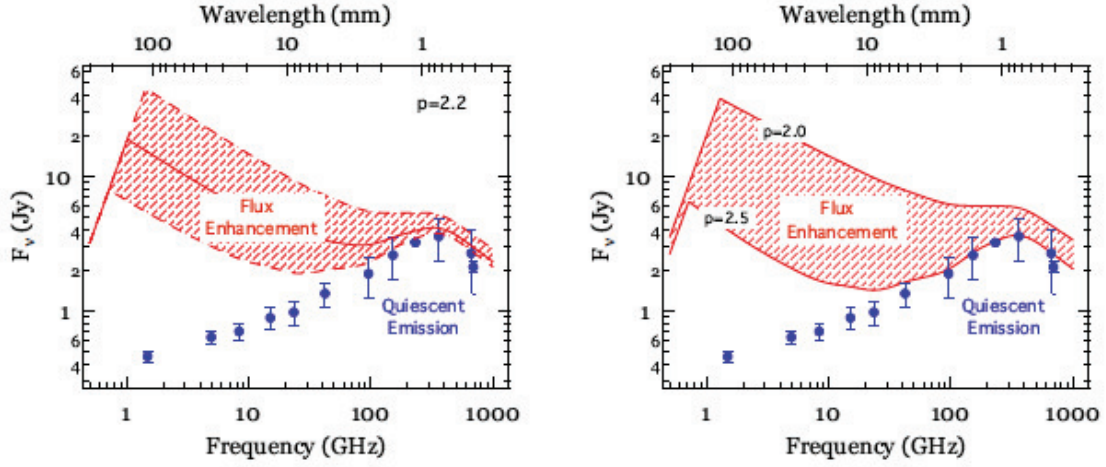 Wavelength (mm)
100 10 1
6
4
2
10
6
4
2
1
6
4
F_ν (Jy)
p=2.2
Flux
Enhancement
Quiescent
Emission
1 10 100 1000
Frequency (GHz)
Wavelength (mm)
100 10 1
6
4
2
10
6
4
2
1
6
4
F_ν (Jy)
p=2.0
p=2.5
Flux
Enhancement
Quiescent
Emission
1 10 100 1000
Frequency (GHz)